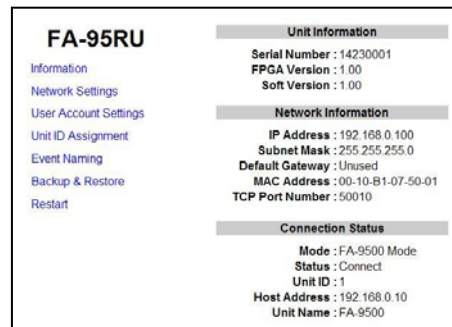 FA-95RU
Information
Network Settings
User Account Settings
Unit ID Assignment
Event Naming
Backup & Restore
Restart
Unit Information
Serial Number : 14230001
FPGA Version : 1.00
Soft Version : 1.00
Network Information
IP Address : 192.168.0.100
Subnet Mask : 255.255.255.0
Default Gateway : Unused
MAC Address : 00-10-B1-07-50-01
TCP Port Number : 50010
Connection Status
Mode : FA-9500 Mode
Status : Connect
Unit ID : 1
Host Address : 192.168.0.10
Unit Name : FA-9500